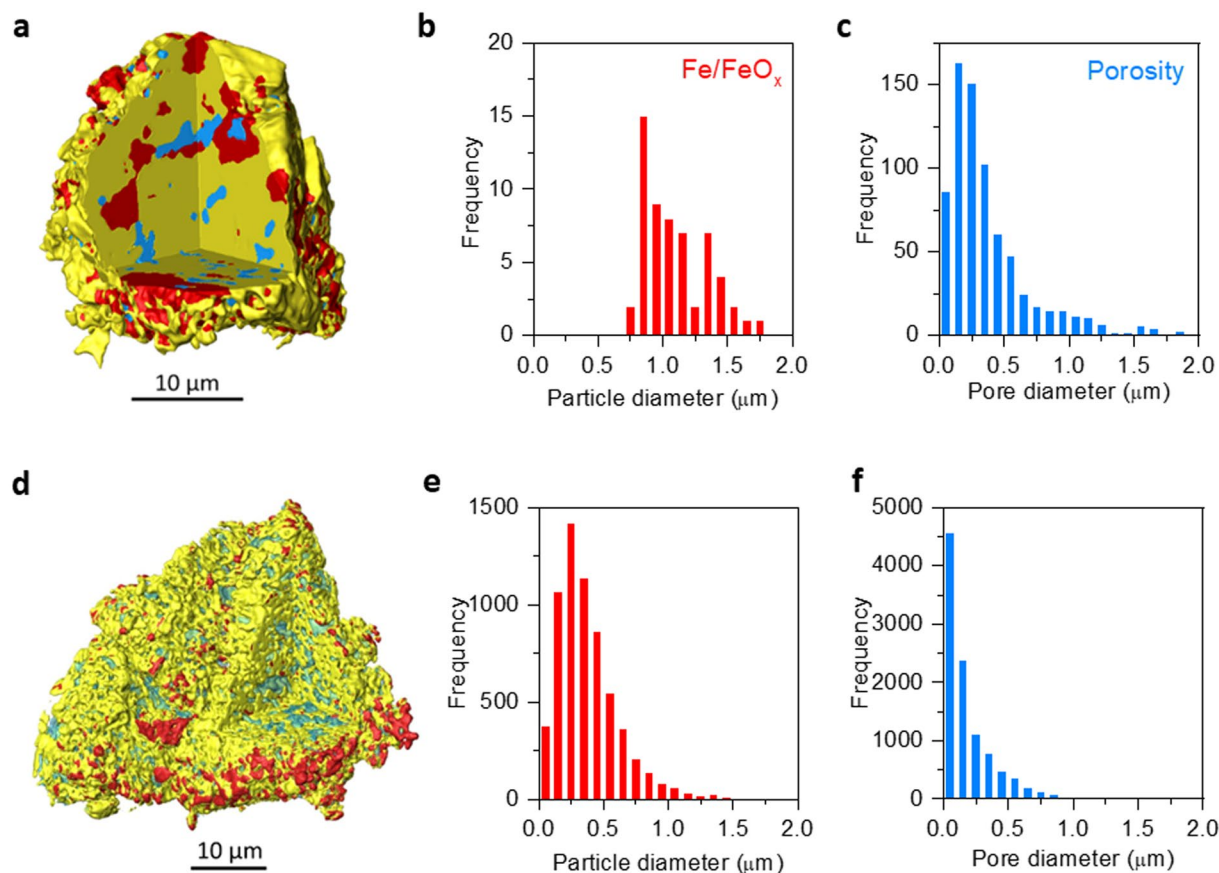 a
10 μm
b
20
15
10
5
0
Frequency
Fe/FeOₓ
0.0 0.5 1.0 1.5 2.0
Particle diameter (μm)
c
150
100
50
0
Frequency
Porosity
0.0 0.5 1.0 1.5 2.0
Pore diameter (μm)
d
10 μm
e
1500
1000
500
0
Frequency
0.0 0.5 1.0 1.5 2.0
Particle diameter (μm)
f
5000
4000
3000
2000
1000
0
Frequency
0.0 0.5 1.0 1.5 2.0
Pore diameter (μm)